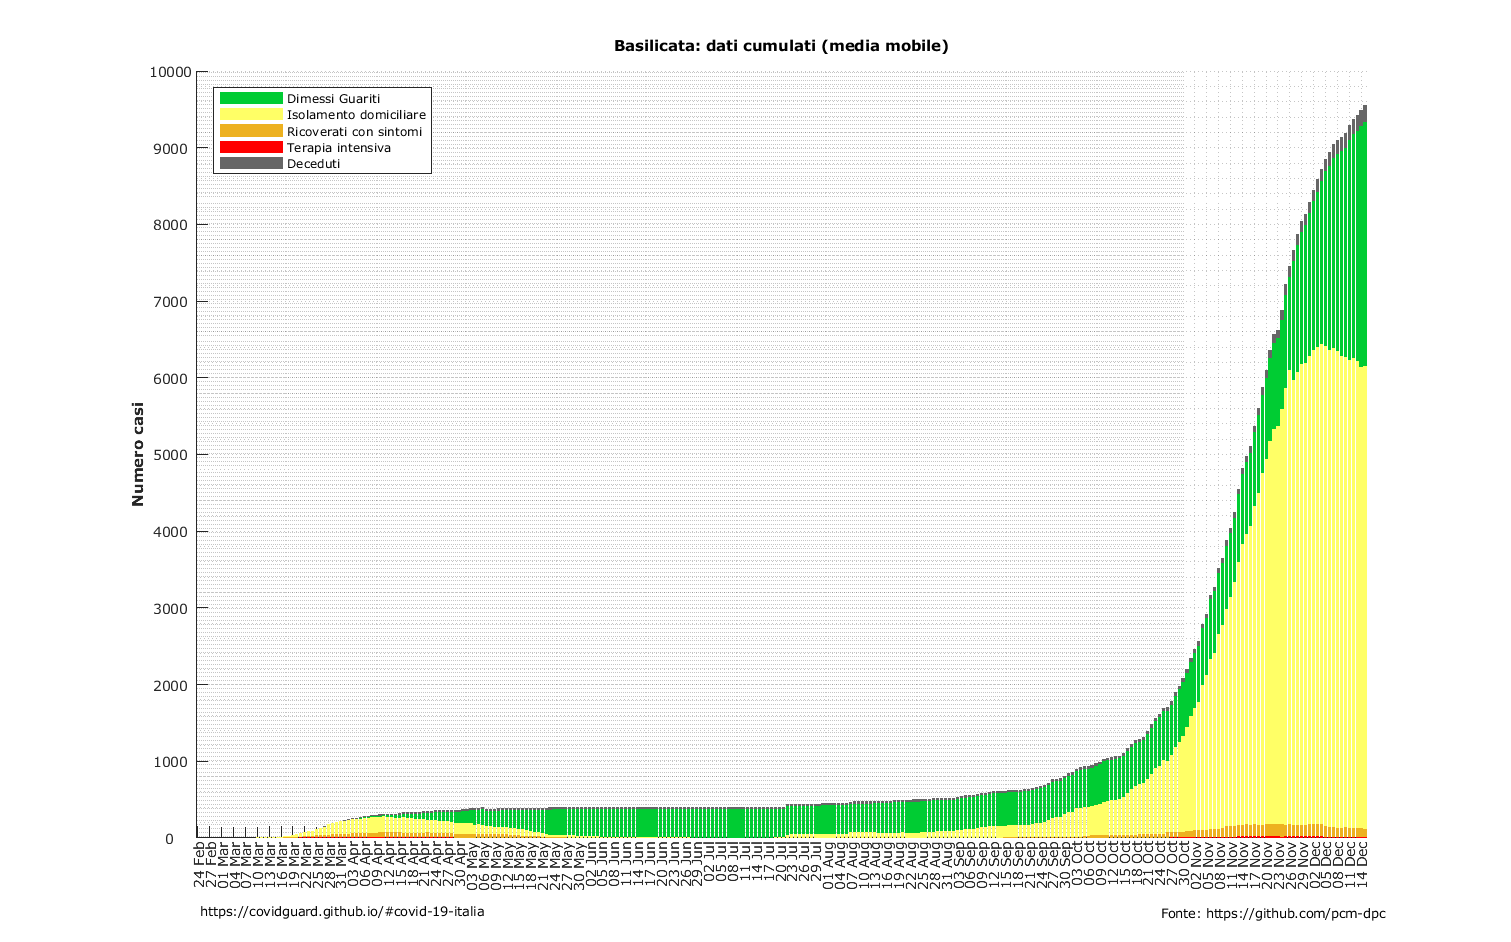 Basilicata: dati cumulati (media mobile)
10000
9000
8000
7000
6000
5000
4000
3000
2000
1000
0
Numero casi
Dimessi Guariti
Isolamento domiciliare
Ricoverati con sintomi
Terapia intensiva
Deceduti
24 Feb
27 Feb
01 Mar
04 Mar
07 Mar
10 Mar
13 Mar
16 Mar
19 Mar
22 Mar
25 Mar
28 Mar
31 Mar
03 Apr
06 Apr
09 Apr
12 Apr
15 Apr
18 Apr
21 Apr
24 Apr
27 Apr
30 Apr
03 May
06 May
09 May
12 May
15 May
18 May
21 May
24 May
27 May
30 May
02 Jun
05 Jun
08 Jun
11 Jun
14 Jun
17 Jun
20 Jun
23 Jun
26 Jun
29 Jun
02 Jul
05 Jul
08 Jul
11 Jul
14 Jul
17 Jul
20 Jul
23 Jul
26 Jul
29 Jul
01 Aug
04 Aug
07 Aug
10 Aug
13 Aug
16 Aug
19 Aug
22 Aug
25 Aug
28 Aug
31 Aug
03 Sep
06 Sep
09 Sep
12 Sep
15 Sep
18 Sep
21 Sep
24 Sep
27 Sep
30 Sep
03 Oct
06 Oct
09 Oct
12 Oct
15 Oct
18 Oct
21 Oct
24 Oct
27 Oct
30 Oct
02 Nov
05 Nov
08 Nov
11 Nov
14 Nov
17 Nov
20 Nov
23 Nov
26 Nov
29 Nov
02 Dec
05 Dec
08 Dec
11 Dec
14 Dec
https://covidguard.github.io/#covid-19-italia
Fonte: https://github.com/pcm-dpc